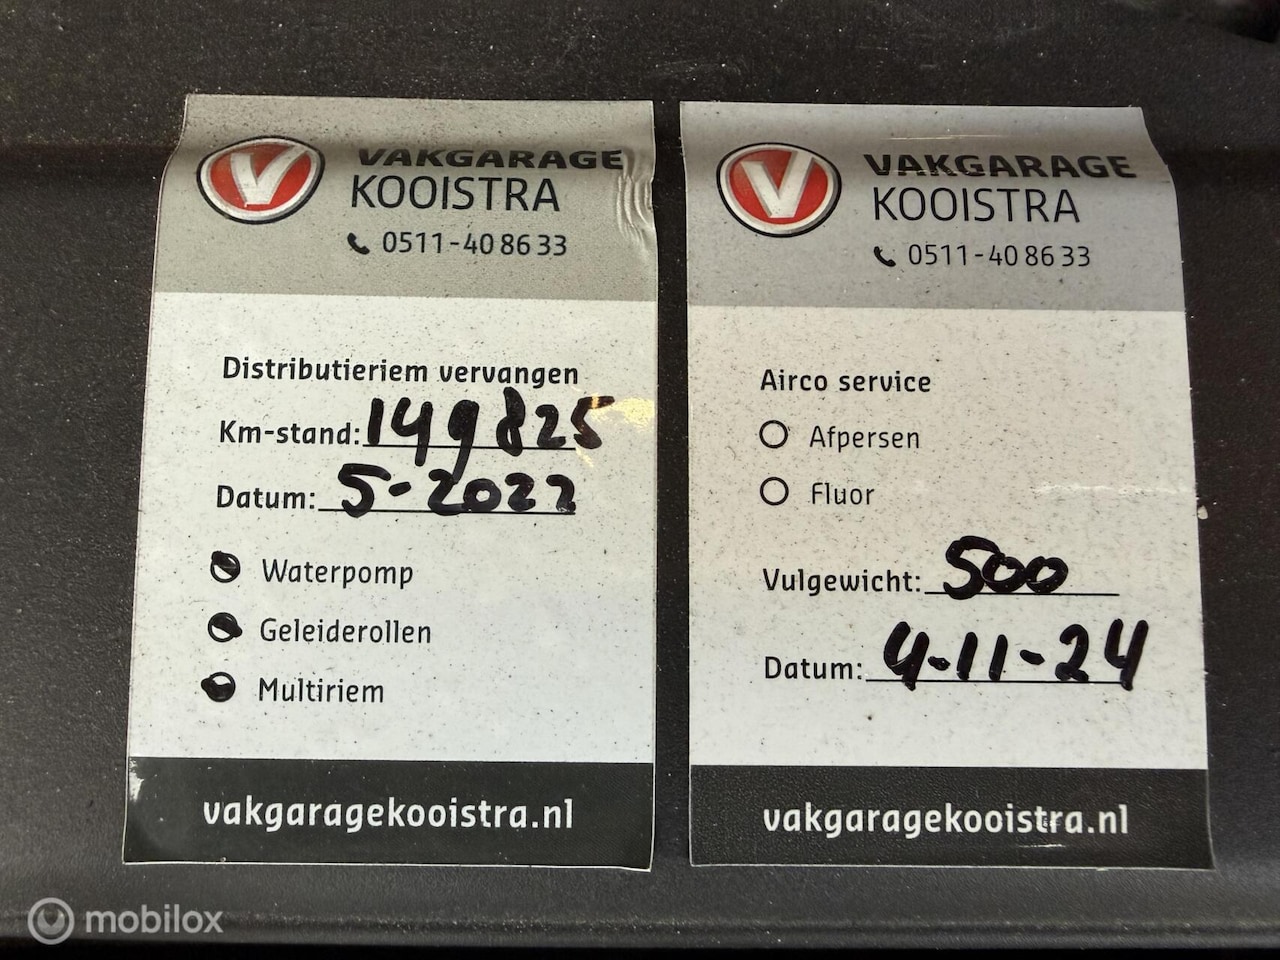 V
VAKGARAGE
KOOISTRA
0511-40 86 33
Distributieriem vervangen
Km-stand: 149825
Datum: 5-2022
Waterpomp
Geleiderollen
Multiriem
vakgaragekooistra.nl
V
VAKGARAGE
KOOISTRA
0511-40 86 33
Airco service
Afpersen
Fluor
Vulgewicht: 500
Datum: 4-11-24
vakgaragekooistra.nl
mobilox